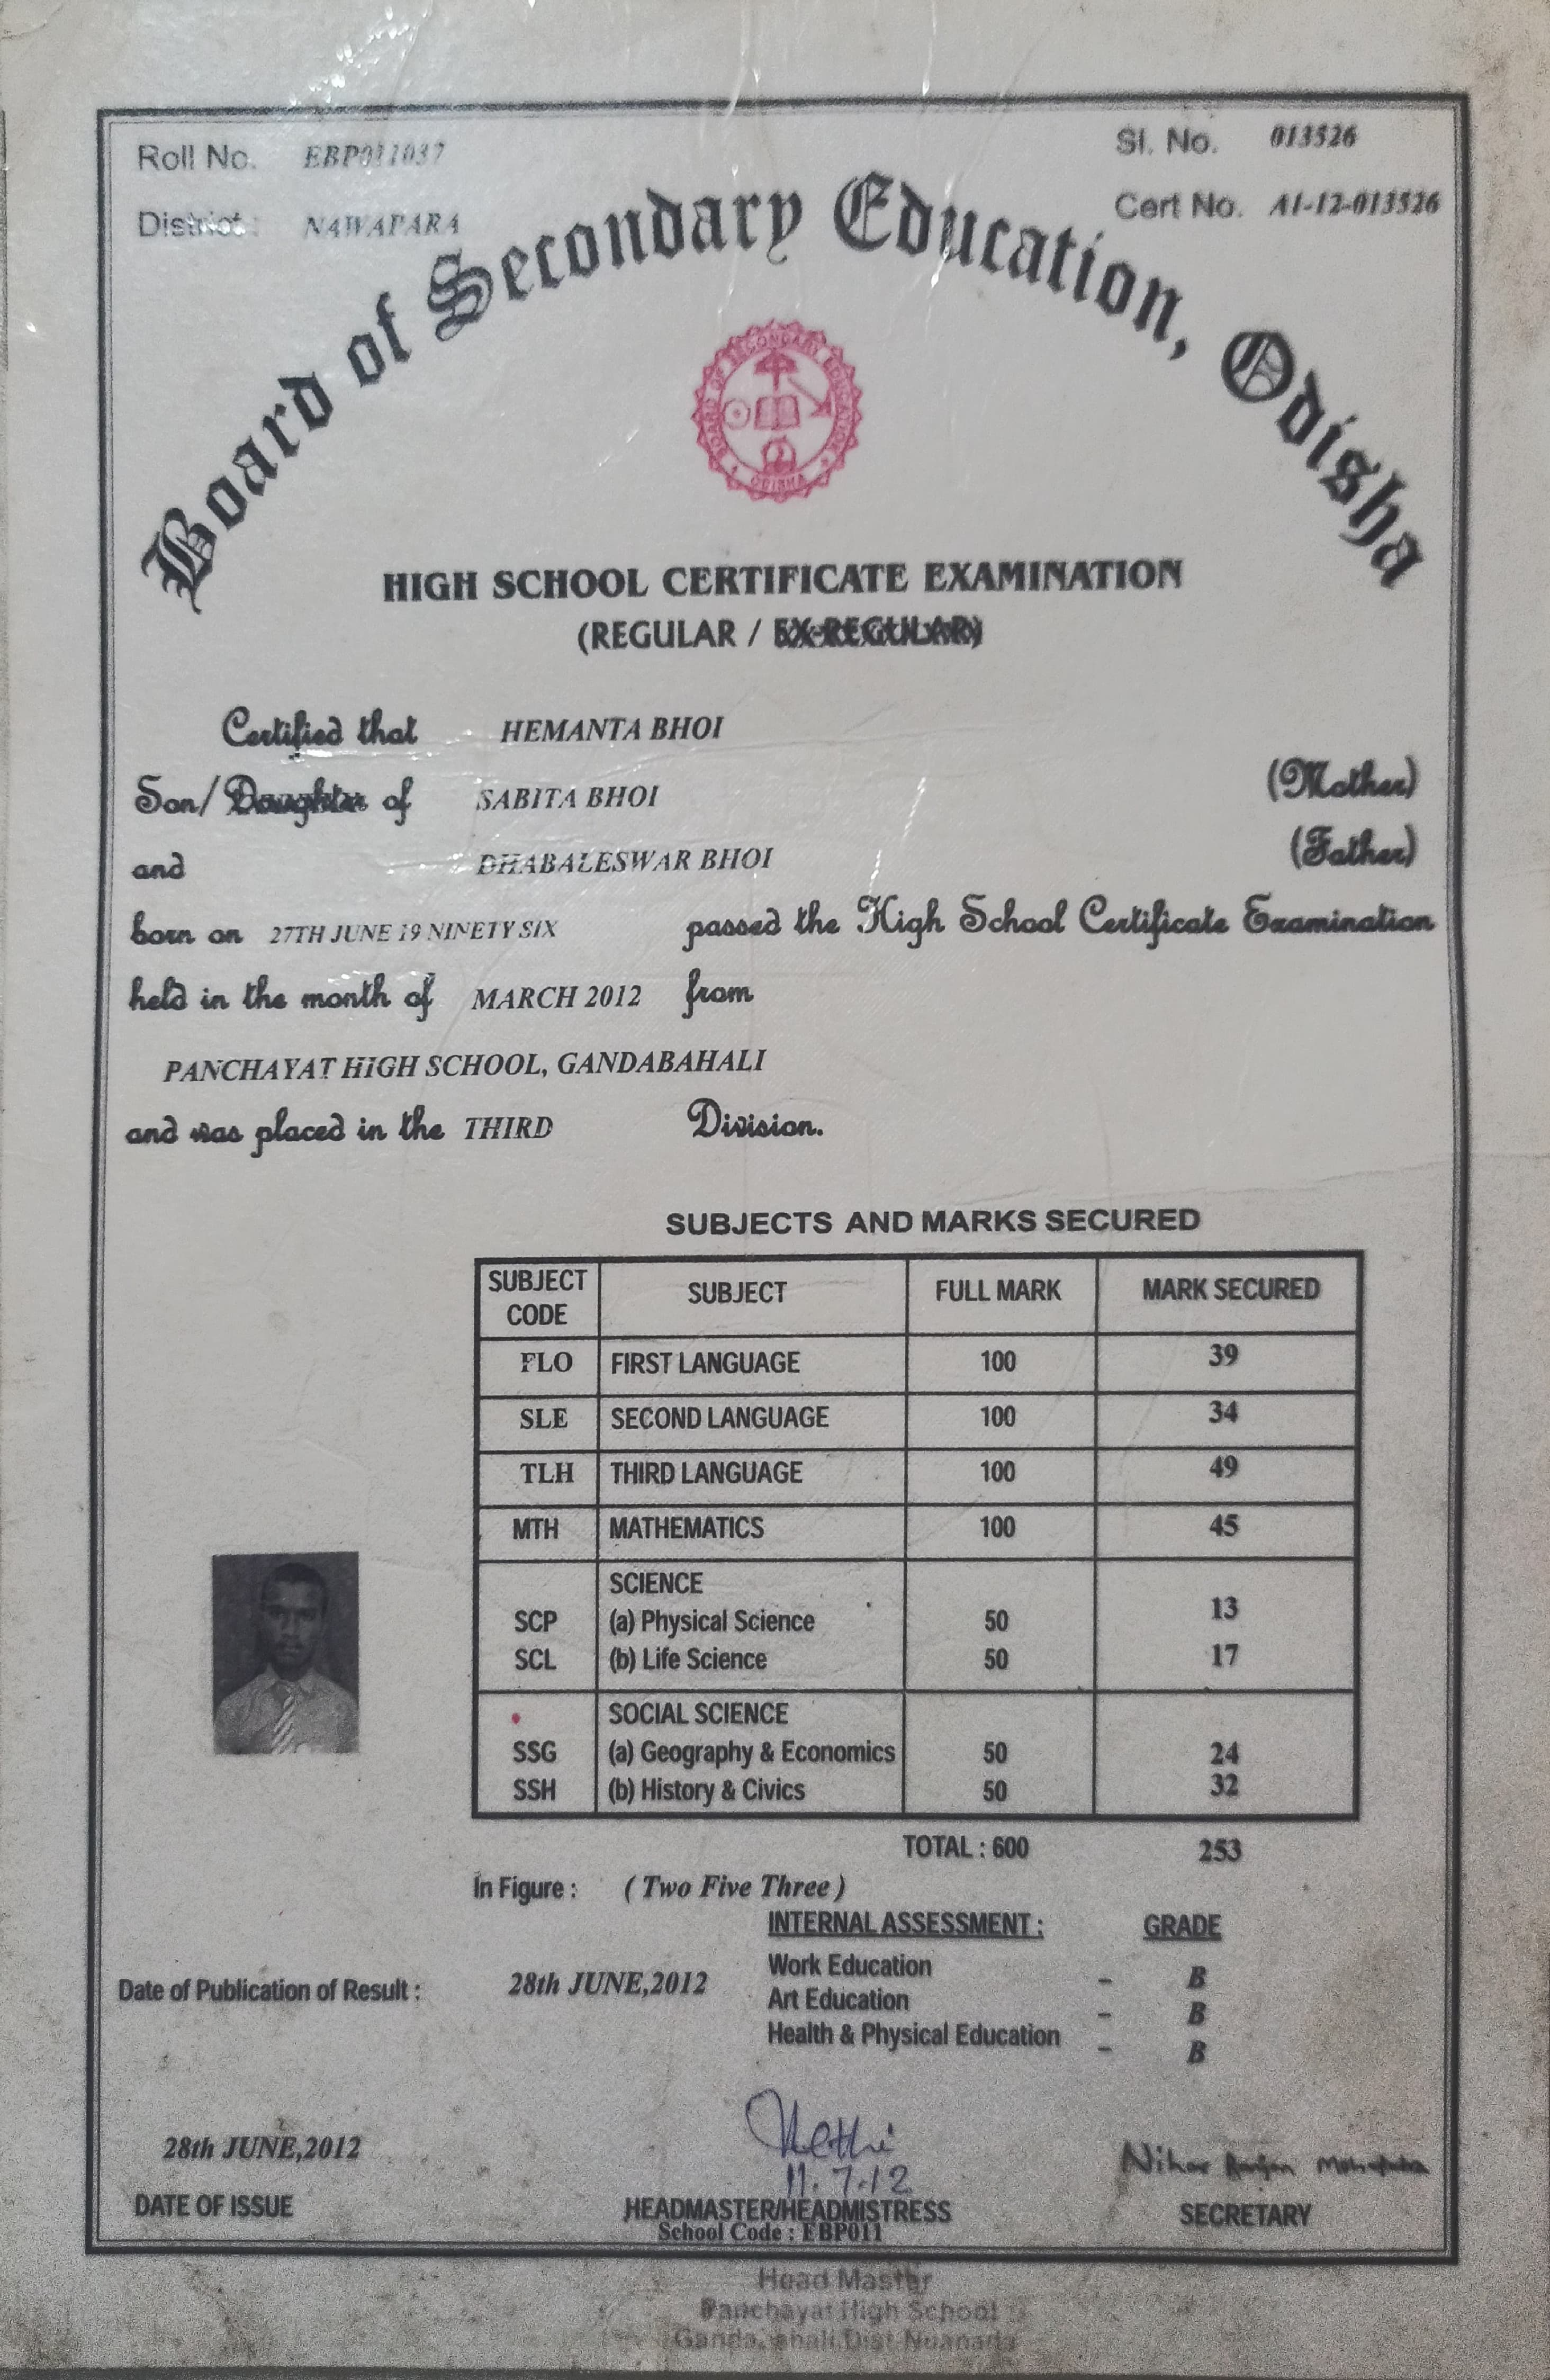 Roll No. EBP011037
Sl. No. 013526
District : NAWAPARA
Cert No. A1-12-013526
Board of Secondary Education, Odisha
BOARD OF SECONDARY EDUCATION
ODISHA
HIGH SCHOOL CERTIFICATE EXAMINATION
(REGULAR / EX-REGULAR)
Certified that HEMANTA BHOI
Son/ Daughter of SABITA BHOI (Mother)
and DHABALESWAR BHOI (Father)
born on 27TH JUNE 19 NINETY SIX passed the High School Certificate Examination
held in the month of MARCH 2012 from
PANCHAYAT HIGH SCHOOL, GANDABAHALI
and was placed in the THIRD Division.
SUBJECTS AND MARKS SECURED
SUBJECT CODE SUBJECT FULL MARK MARK SECURED
FLO FIRST LANGUAGE 100 39
SLE SECOND LANGUAGE 100 34
TLH THIRD LANGUAGE 100 49
MTH MATHEMATICS 100 45
SCIENCE
SCP (a) Physical Science 50 13
SCL (b) Life Science 50 17
SOCIAL SCIENCE
SSG (a) Geography & Economics 50 24
SSH (b) History & Civics 50 32
TOTAL : 600 253
In Figure : ( Two Five Three )
INTERNAL ASSESSMENT : GRADE
Work Education - B
Date of Publication of Result : 28th JUNE,2012
Art Education - B
Health & Physical Education - B
28th JUNE,2012
11.7.12
Nihar
DATE OF ISSUE
HEADMASTER/HEADMISTRESS
SECRETARY
School Code : EBP011
Head Master
Panchayat High School